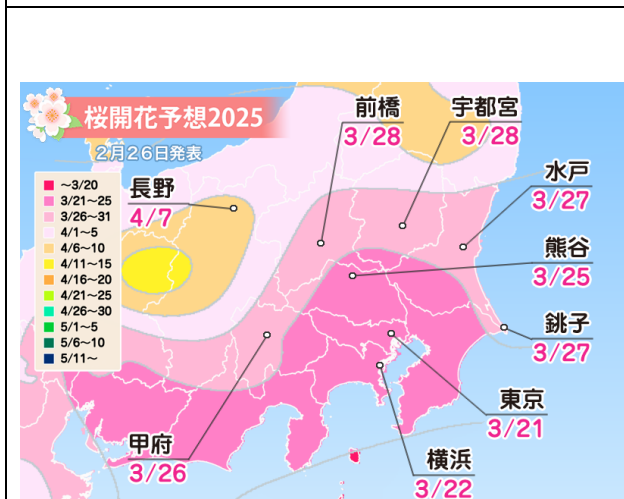 桜開花予想2025
2月26日発表
～3/20
3/21～25
3/26～31
4/1～5
4/6～10
4/11～15
4/16～20
4/21～25
4/26～30
5/1～5
5/6～10
5/11～
前橋
3/28
宇都宮
3/28
水戸
3/27
長野
4/7
熊谷
3/25
銚子
3/27
東京
3/21
甲府
3/26
横浜
3/22